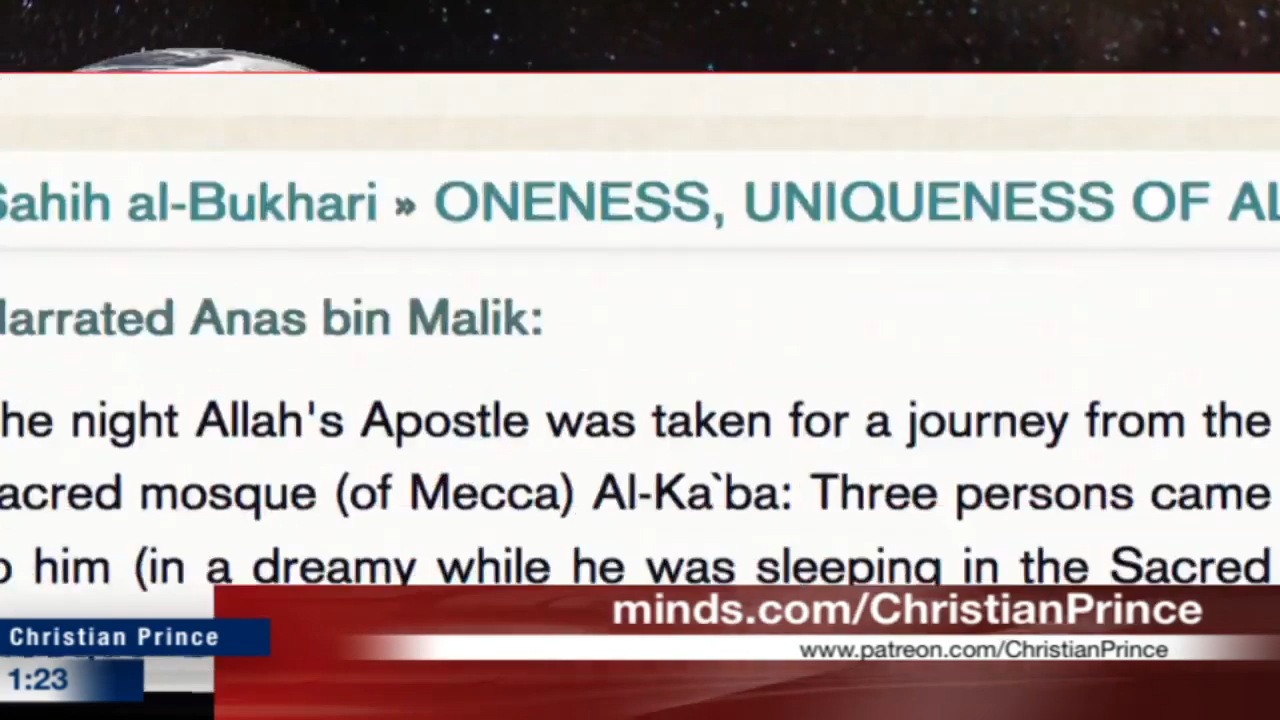 Sahih al-Bukhari » ONENESS, UNIQUENESS OF AL
Narrated Anas bin Malik:
he night Allah's Apostle was taken for a journey from the
acred mosque (of Mecca) Al-Ka`ba: Three persons came
o him (in a dreamy while he was sleeping in the Sacred
minds.com/ChristianPrince
Christian Prince
www.patreon.com/ChristianPrince
1:23